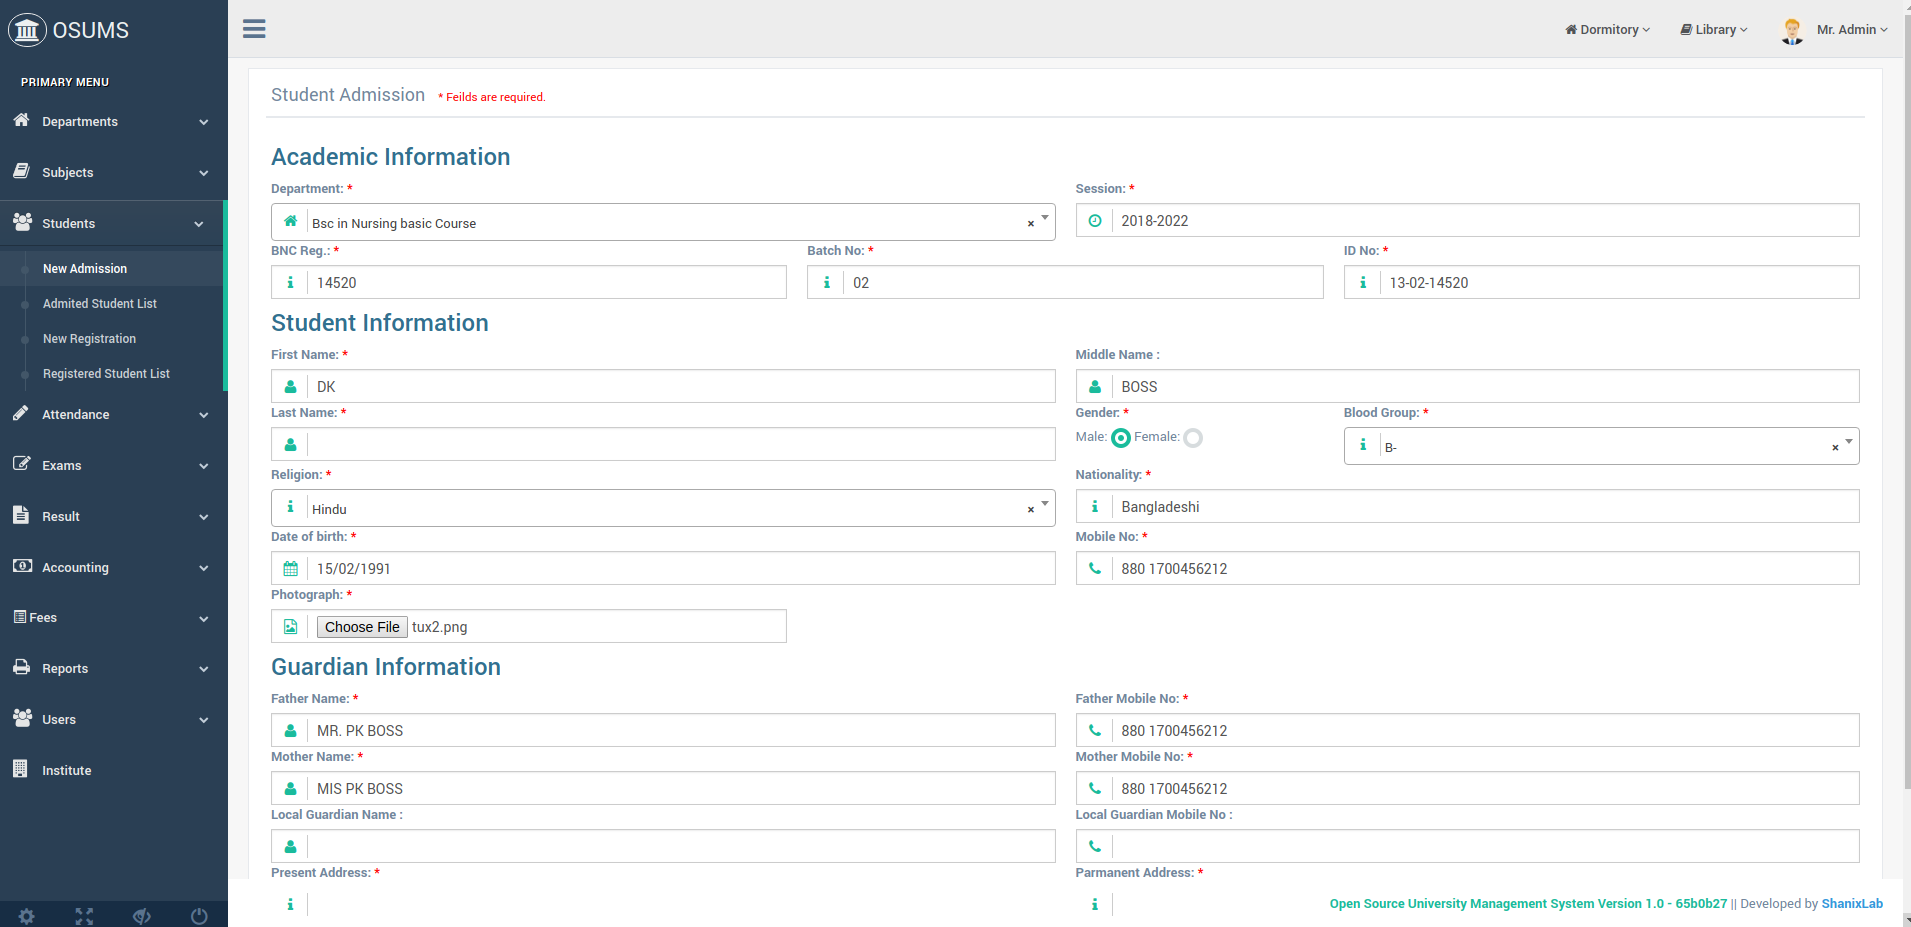 OSUMS
Dormitory
Library
Mr. Admin
PRIMARY MENU
Departments
Subjects
Students
New Admission
Admited Student List
New Registration
Registered Student List
Attendance
Exams
Result
Accounting
Fees
Reports
Users
Institute
Student Admission * Feilds are required.
Academic Information
Department: * Session: *
Bsc in Nursing basic Course × 2018-2022
BNC Reg.: * Batch No: * ID No: *
14520 02 13-02-14520
Student Information
First Name: * Middle Name :
DK BOSS
Last Name: * Gender: * Blood Group: *
Male: Female: B- ×
Religion: * Nationality: *
Hindu × Bangladeshi
Date of birth: * Mobile No: *
15/02/1991 880 1700456212
Photograph: *
Choose File tux2.png
Guardian Information
Father Name: * Father Mobile No: *
MR. PK BOSS 880 1700456212
Mother Name: * Mother Mobile No: *
MIS PK BOSS 880 1700456212
Local Guardian Name : Local Guardian Mobile No :
Present Address: * Parmanent Address: *
Open Source University Management System Version 1.0 - 65b0b27 || Developed by ShanixLab